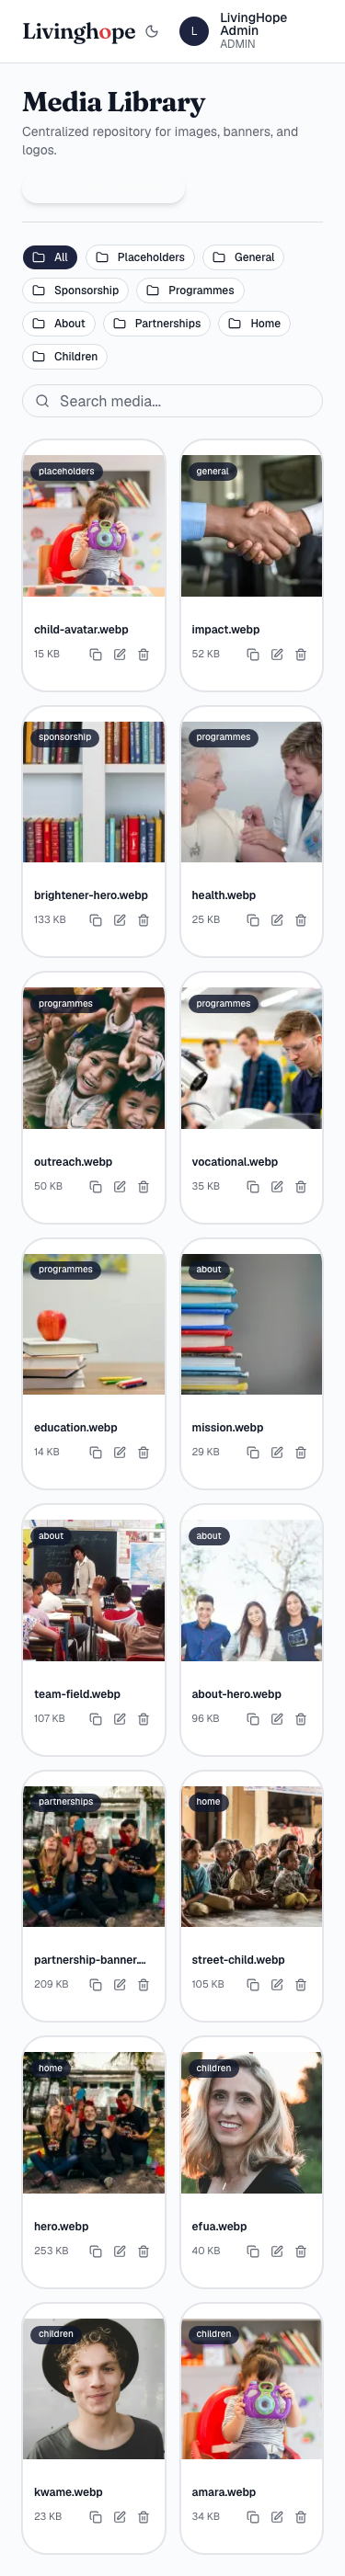 Livinghope
L
LivingHope
Admin
ADMIN
Media Library
Centralized repository for images, banners, and
logos.
All
Placeholders
General
Sponsorship
Programmes
About
Partnerships
Home
Children
Search media...
placeholders
general
child-avatar.webp
impact.webp
15 KB
52 KB
sponsorship
programmes
brightener-hero.webp
health.webp
133 KB
25 KB
programmes
programmes
outreach.webp
vocational.webp
50 KB
35 KB
programmes
about
education.webp
mission.webp
14 KB
29 KB
about
about
team-field.webp
about-hero.webp
107 KB
96 KB
partnerships
home
partnership-banner....
street-child.webp
209 KB
105 KB
home
children
hero.webp
efua.webp
253 KB
40 KB
children
children
kwame.webp
amara.webp
23 KB
34 KB